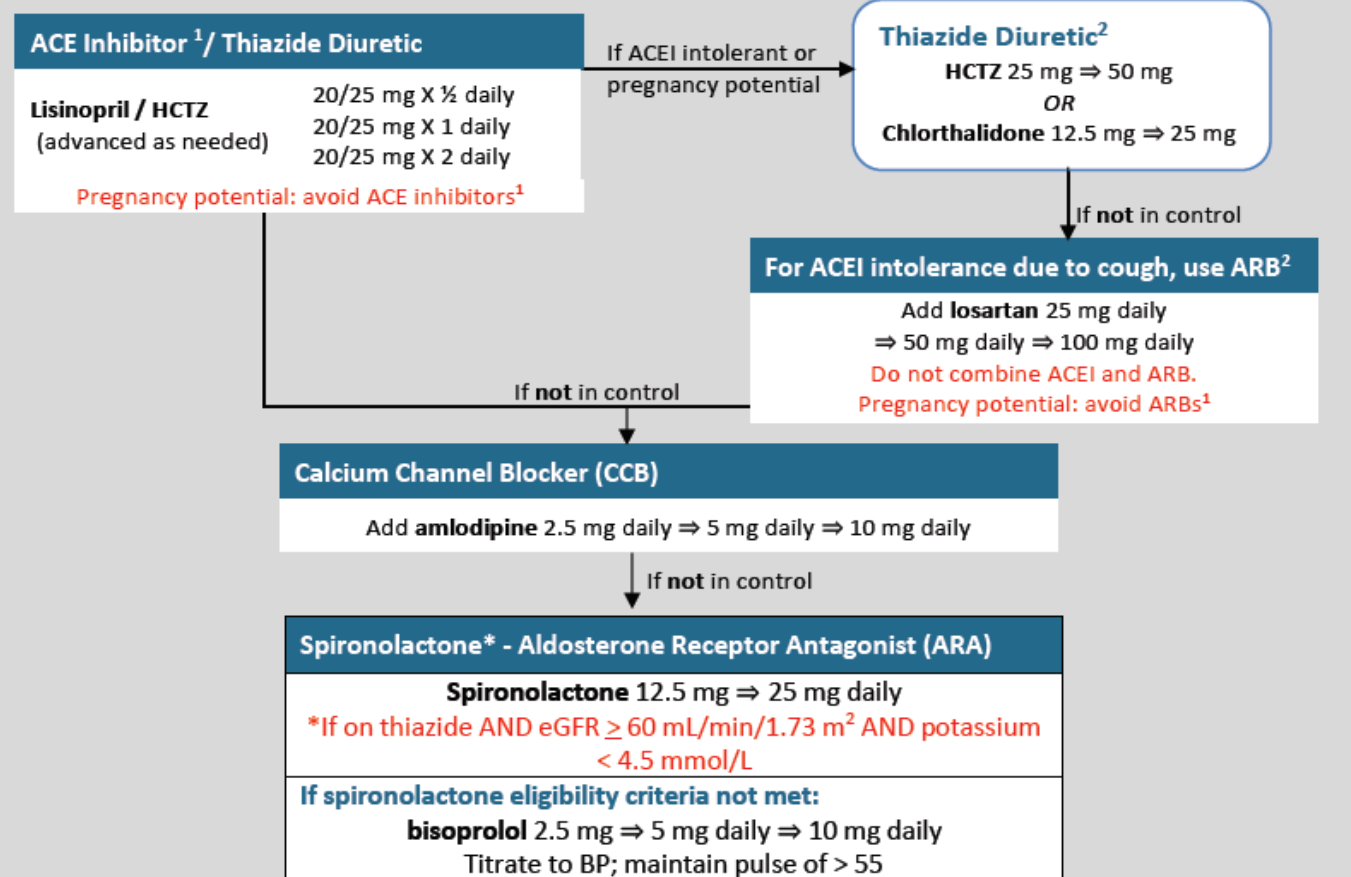 ACE Inhibitor ¹/ Thiazide Diuretic
Lisinopril / HCTZ
(advanced as needed)
20/25 mg X ½ daily
20/25 mg X 1 daily
20/25 mg X 2 daily
Pregnancy potential: avoid ACE inhibitors¹
If ACEI intolerant or
pregnancy potential
Thiazide Diuretic²
HCTZ 25 mg ⇒ 50 mg
OR
Chlorthalidone 12.5 mg ⇒ 25 mg
If not in control
For ACEI intolerance due to cough, use ARB²
Add losartan 25 mg daily
⇒ 50 mg daily ⇒ 100 mg daily
Do not combine ACEI and ARB.
Pregnancy potential: avoid ARBs¹
If not in control
Calcium Channel Blocker (CCB)
Add amlodipine 2.5 mg daily ⇒ 5 mg daily ⇒ 10 mg daily
If not in control
Spironolactone* - Aldosterone Receptor Antagonist (ARA)
Spironolactone 12.5 mg ⇒ 25 mg daily
*If on thiazide AND eGFR ≥ 60 mL/min/1.73 m² AND potassium
< 4.5 mmol/L
If spironolactone eligibility criteria not met:
bisoprolol 2.5 mg ⇒ 5 mg daily ⇒ 10 mg daily
Titrate to BP; maintain pulse of > 55